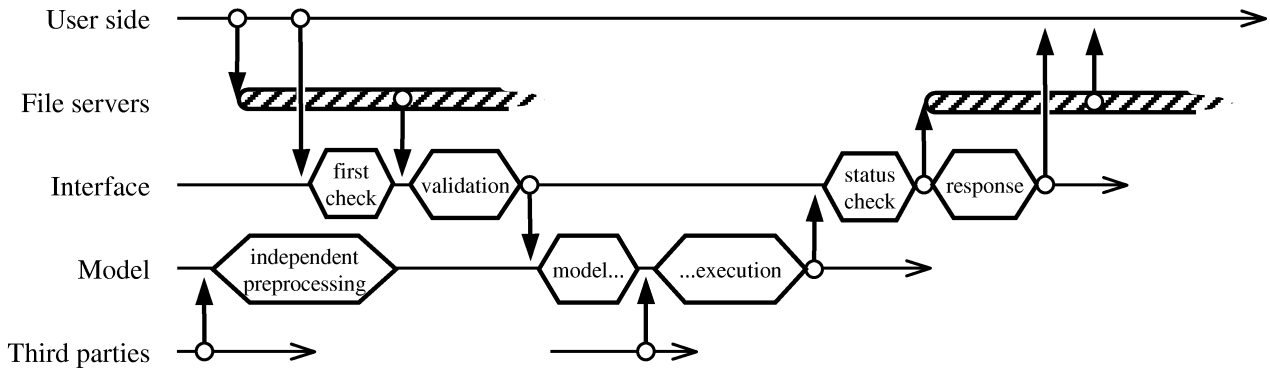 User side
File servers
Interface
first
check
validation
status
check
response
Model
independent
preprocessing
model...
...execution
Third parties